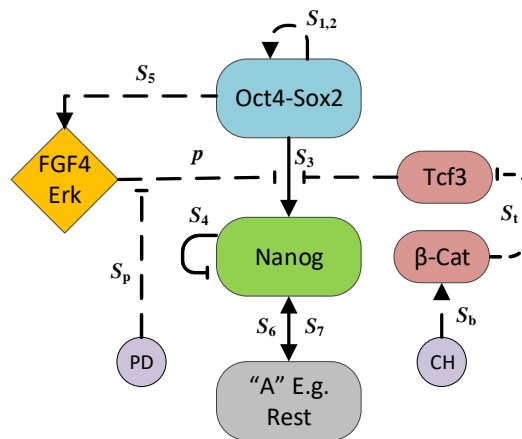 S1,2
S5
Oct4-Sox2
FGF4
Erk
p
S3
Tcf3
S4
St
Nanog
β-Cat
Sp
S6
S7
Sb
PD
CH
“A” E.g.
Rest